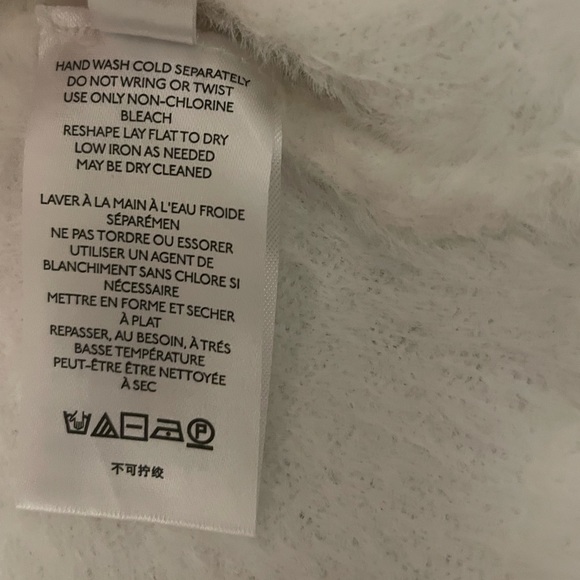 HAND WASH COLD SEPARATELY
DO NOT WRING OR TWIST
USE ONLY NON-CHLORINE
BLEACH
RESHAPE LAY FLAT TO DRY
LOW IRON AS NEEDED
MAY BE DRY CLEANED
LAVER À LA MAIN À L'EAU FROIDE
SÉPARÉMEN
NE PAS TORDRE OU ESSORER
UTILISER UN AGENT DE
BLANCHIMENT SANS CHLORE SI
NÉCESSAIRE
METTRE EN FORME ET SECHER
À PLAT
REPASSER, AU BESOIN, À TRÉS
BASSE TEMPÉRATURE
PEUT-ÊTRE ÊTRE NETTOYÉE
À SEC
P
不可拧绞